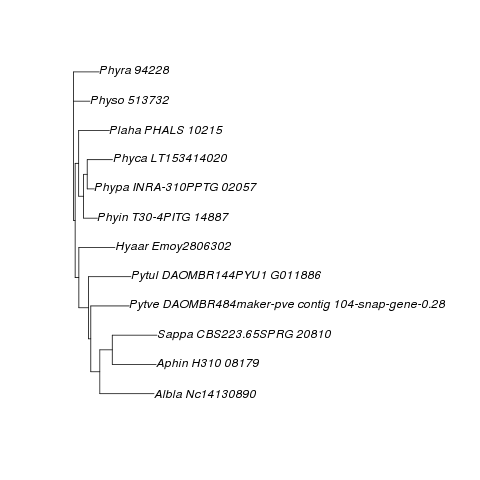 Phyra 94228
Physo 513732
Plaha PHALS 10215
Phyca LT153414020
Phypa INRA-310PPTG 02057
Phyin T30-4PITG 14887
Hyaar Emoy2806302
Pytul DAOMBR144PYU1 G011886
Pytve DAOMBR484maker-pve contig 104-snap-gene-0.28
Sappa CBS223.65SPRG 20810
Aphin H310 08179
Albla Nc14130890